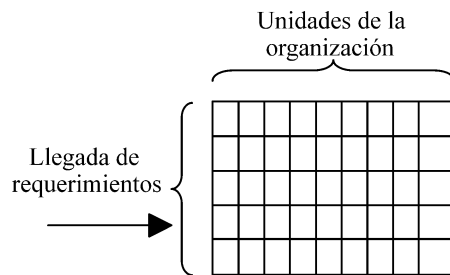 Unidades de la
organización
Llegada de
requerimientos